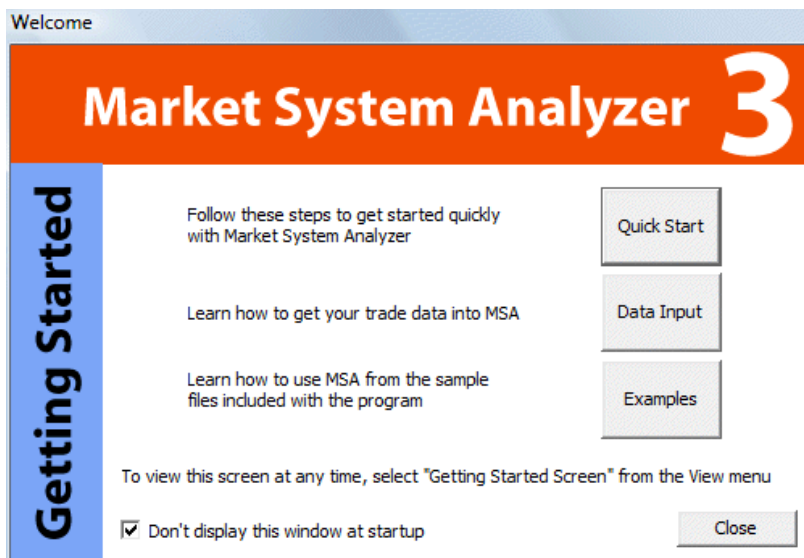 Welcome
Market System Analyzer 3
Getting Started
Follow these steps to get started quickly
with Market System Analyzer
Quick Start
Learn how to get your trade data into MSA
Data Input
Learn how to use MSA from the sample
files included with the program
Examples
To view this screen at any time, select "Getting Started Screen" from the View menu
Don't display this window at startup
Close